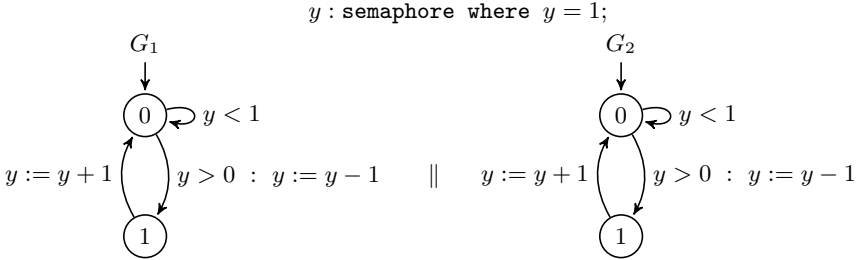 y : semaphore where y = 1;
G₁ G₂
0 y < 1 0 y < 1
y := y + 1 y > 0 : y := y − 1 ∥ y := y + 1 y > 0 : y := y − 1
1 1